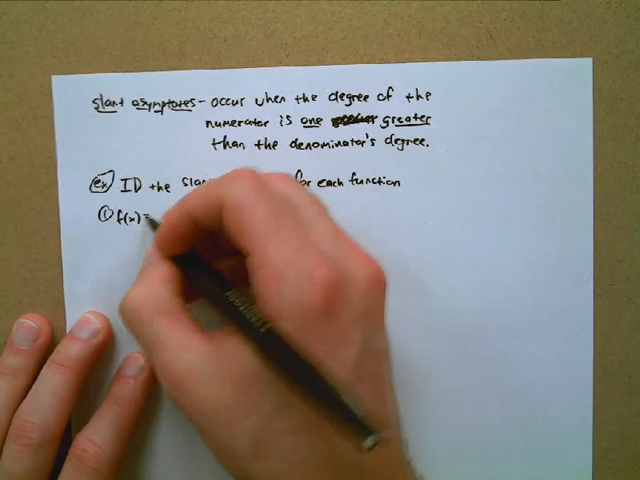 slant asymptotes - occur when the degree of the
numerator is one greater
than the denominator's degree.
ex ID the for each function
① f(x)=